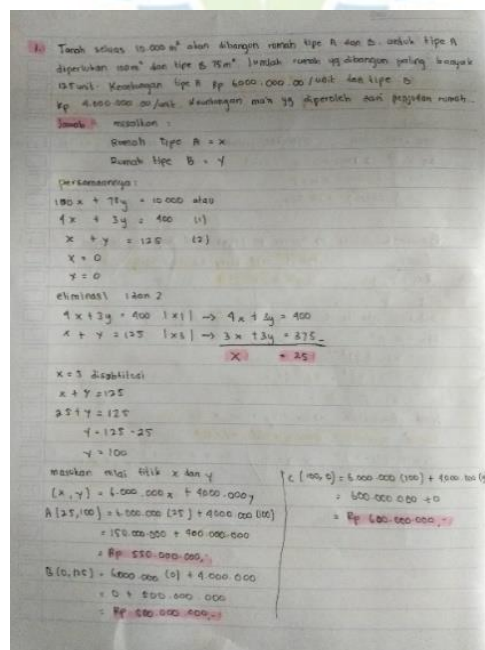 1. Tanah seluas 10.000 m² akan dibangun rumah tipe A dan B. untuk tipe A
diperlukan 100m² dan tipe B 75m² Jumlah rumah yg dibangun paling banyak
125 unit. Keuntungan tipe A Rp 6000.000.00/unit dan tipe B
Rp 4.000.000.00/unit. Keuntungan max yg diperoleh dari penjualan rumah..
Jawab: misalkan:
Rumah Tipe A = x
Rumah tipe B = y
persamaannya:
100x + 75y = 10.000 atau
4x + 3y = 400 (1)
x + y = 125 (2)
x = 0
y = 0
eliminasi 1 dan 2
4x + 3y = 400 |x1| → 4x + 3y = 400
x + y = 125 |x3| → 3x + 3y = 375 -
x = 25
x = disubtitusi
x + y = 125
25 + y = 125
y = 125 - 25
y = 100
masukan nilai titik x dan y
(x, y) = 6.000.000x + 4000.000y
A(25,100) = 6.000.000 (25) + 4000.000 (100)
= 150.000.000 + 400.000.000
= Rp 550.000.000,-
B(0,125) = 6000.000 (0) + 4.000.000
= 0 + 500.000.000
= Rp 500.000.000,-
C(100,0) = 6.000.000 (100) + 4000.000
= 600.000.000 + 0
= Rp 600.000.000,-